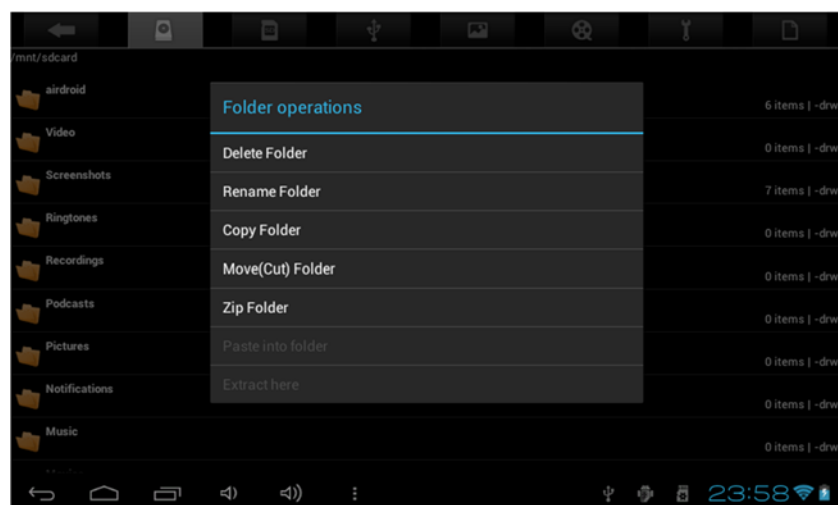 /mnt/sdcard
airdroid
6 items | -drw
Video
0 items | -drw
Screenshots
7 items | -drw
Ringtones
0 items | -drw
Recordings
0 items | -drw
Podcasts
0 items | -drw
Pictures
0 items | -drw
Notifications
0 items | -drw
Music
0 items | -drw
Folder operations
Delete Folder
Rename Folder
Copy Folder
Move(Cut) Folder
Zip Folder
Paste into folder
Extract here
23:58